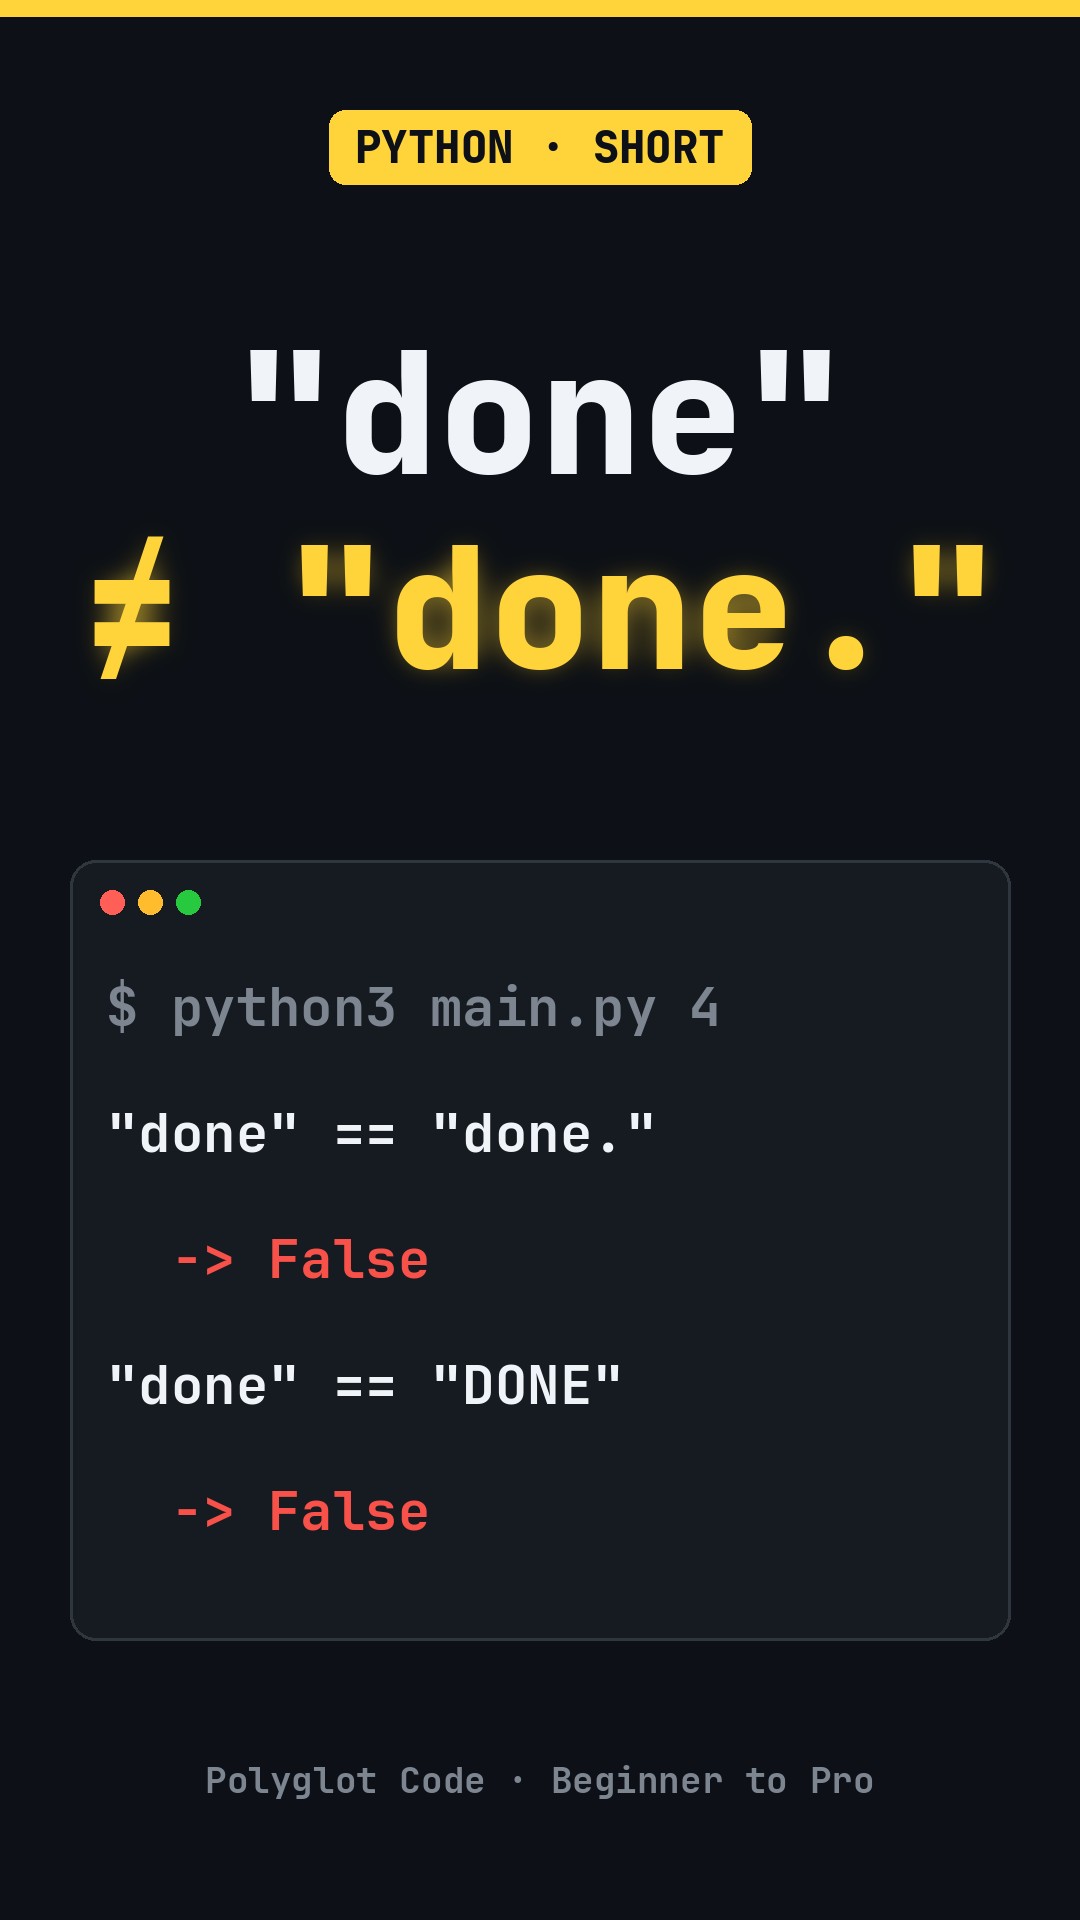 PYTHON · SHORT
"done"
≠ "done."
$ python3 main.py 4
"done" == "done."
-> False
"done" == "DONE"
-> False
Polyglot Code · Beginner to Pro